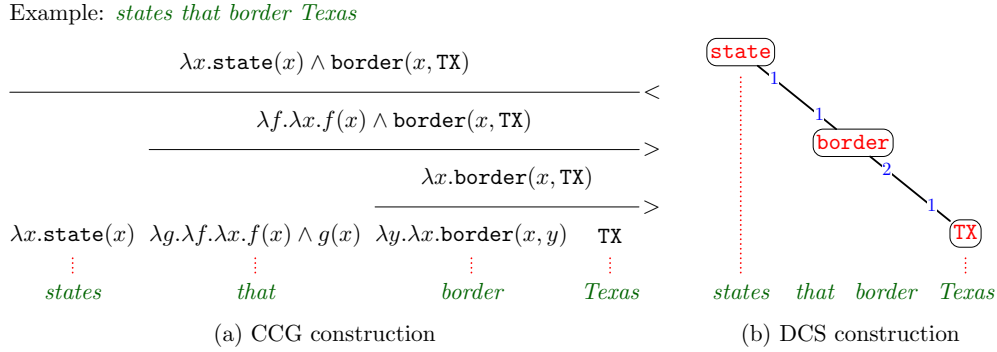 Example: states that border Texas
λx.state(x) ∧ border(x, TX)
<
λf.λx.f(x) ∧ border(x, TX)
>
λx.border(x, TX)
>
λx.state(x) λg.λf.λx.f(x) ∧ g(x) λy.λx.border(x, y) TX
states that border Texas
(a) CCG construction
state
1
1
border
2
1
TX
states that border Texas
(b) DCS construction